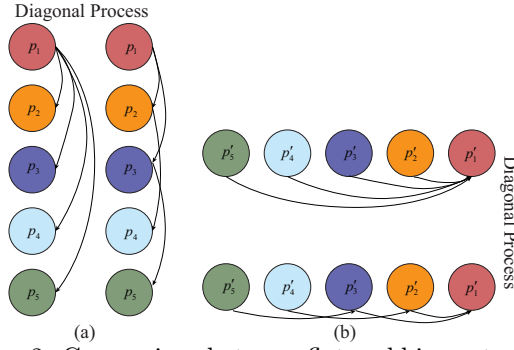 Diagonal Process
p₁ p₁
p₂ p₂
p₃ p₃
p₄ p₄
p₅ p₅
(a)
p′₅ p′₄ p′₃ p′₂ p′₁
p′₅ p′₄ p′₃ p′₂ p′₁
Diagonal Process
(b)